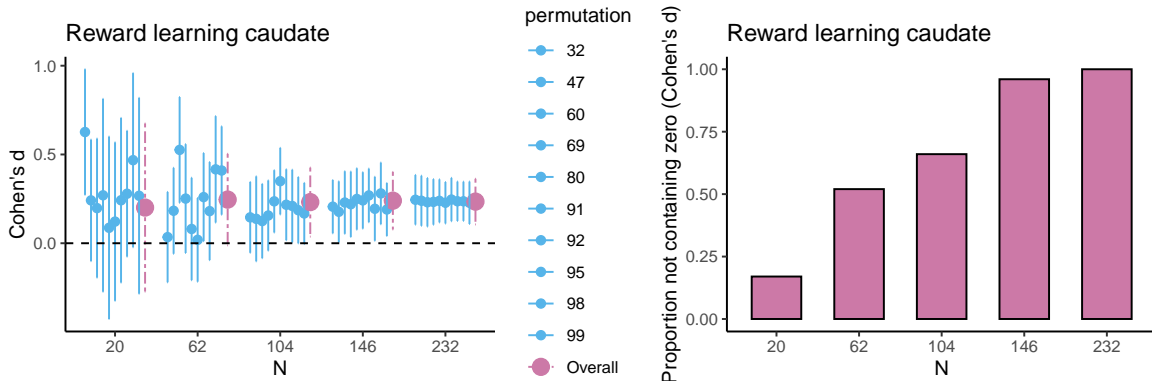 Reward learning caudate
Cohen's d
1.0
0.5
0.0
20 62 104 146 232
N
permutation
32
47
60
69
80
91
92
95
98
99
Overall
Reward learning caudate
Proportion not containing zero (Cohen's d)
1.00
0.75
0.50
0.25
0.00
20 62 104 146 232
N